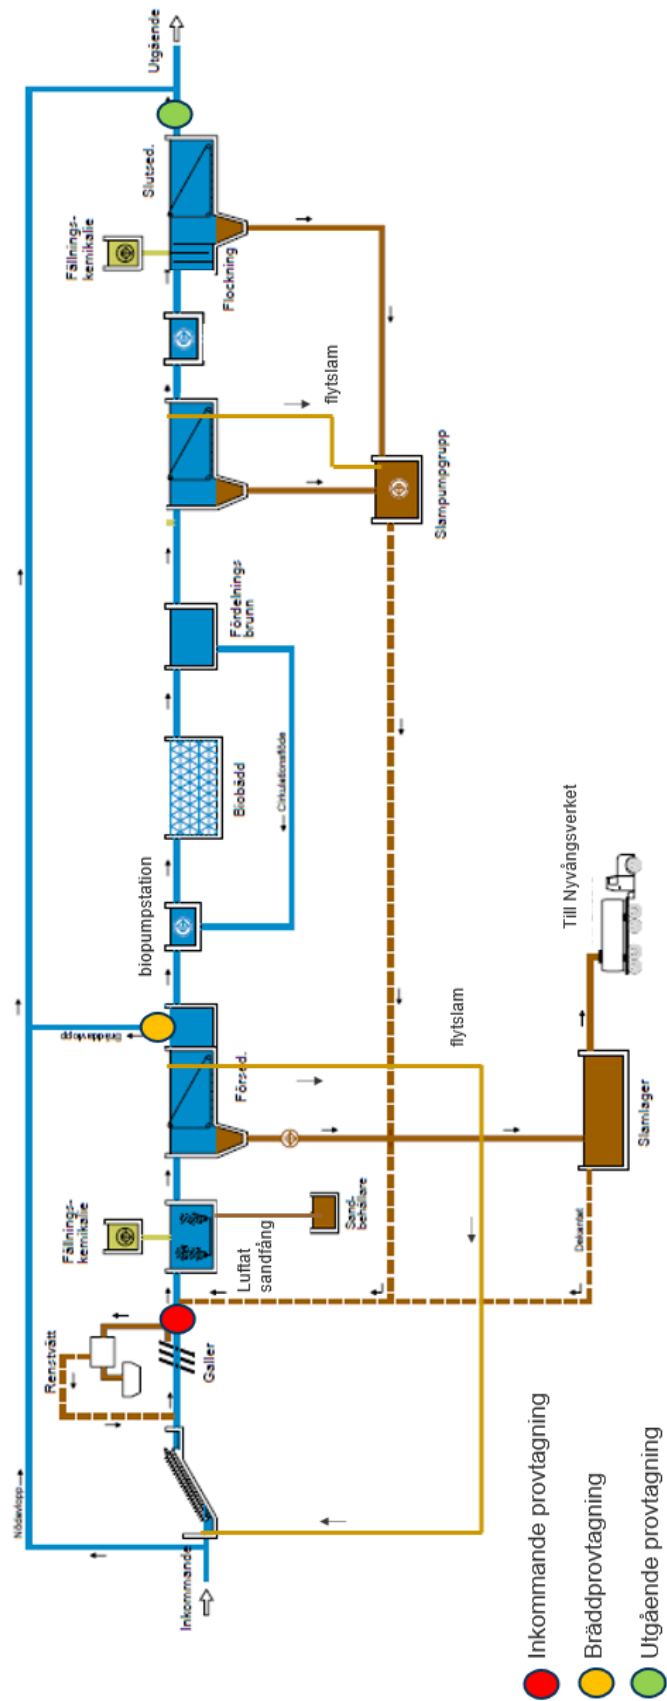 Inkommande
Nödavlopp
Renstvätt
Galler
Fällnings-
kemikalie
Luftat
sandfång
Sand-
behållare
Försed.
Bräddavlopp
flytslam
Dekantat
Slamlager
Till Nyvångsverket
biopumpstation
Biobädd
Cirkulationsflöde
Fördelnings
brunn
flytslam
Slampumpgrupp
Fällnings-
kemikalie
Flockning
Slutsed.
Utgående
Inkommande provtagning
Bräddprovtagning
Utgående provtagning